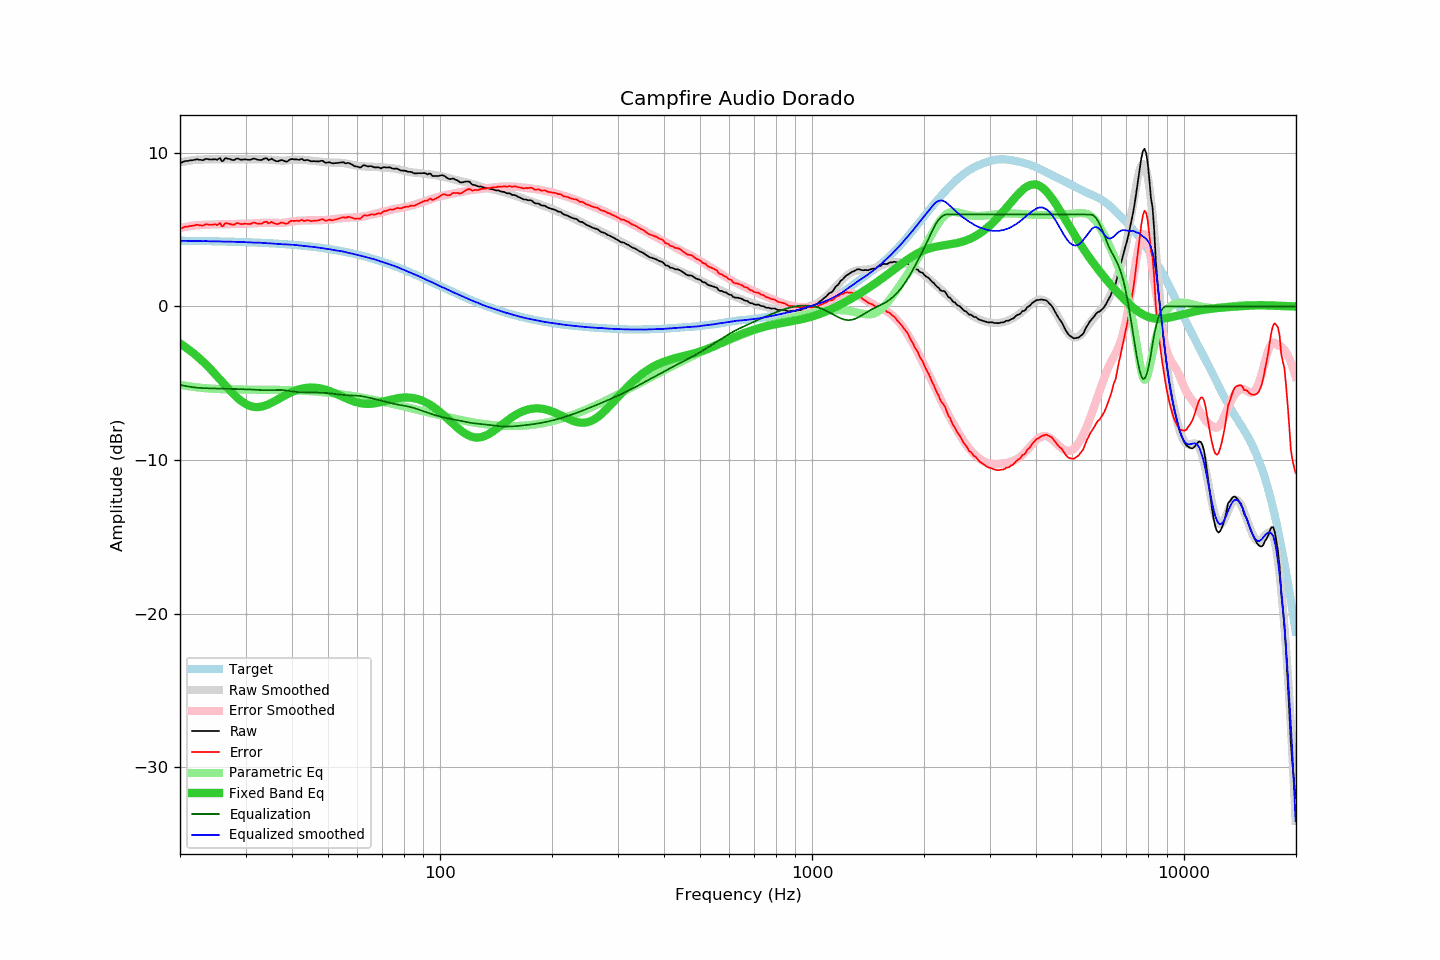 Campfire Audio Dorado
10
0
−10
−20
−30
Amplitude (dBr)
Target
Raw Smoothed
Error Smoothed
Raw
Error
Parametric Eq
Fixed Band Eq
Equalization
Equalized smoothed
100
1000
10000
Frequency (Hz)